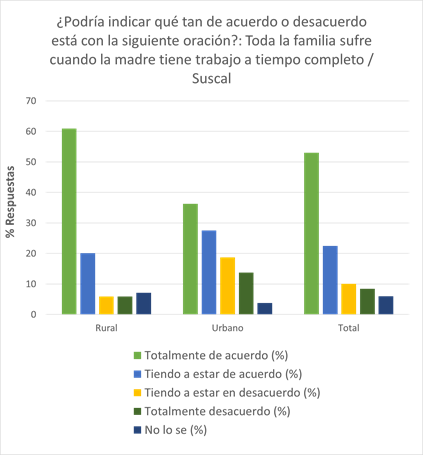 ¿Podría indicar qué tan de acuerdo o desacuerdo
está con la siguiente oración?: Toda la familia sufre
cuando la madre tiene trabajo a tiempo completo /
Suscal
% Respuestas
70
60
50
40
30
20
10
0
Rural
Urbano
Total
Totalmente de acuerdo (%)
Tiendo a estar de acuerdo (%)
Tiendo a estar en desacuerdo (%)
Totalmente desacuerdo (%)
No lo se (%)